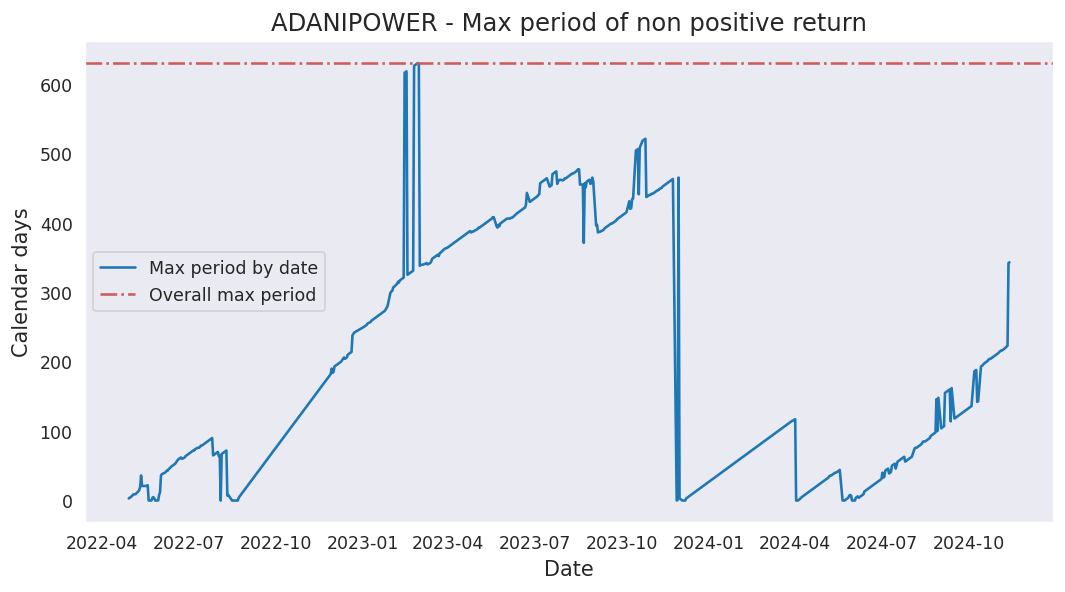 ADANIPOWER - Max period of non positive return
600
500
400
300
200
100
0
Calendar days
Max period by date
Overall max period
2022-04 2022-07 2022-10 2023-01 2023-04 2023-07 2023-10 2024-01 2024-04 2024-07 2024-10
Date